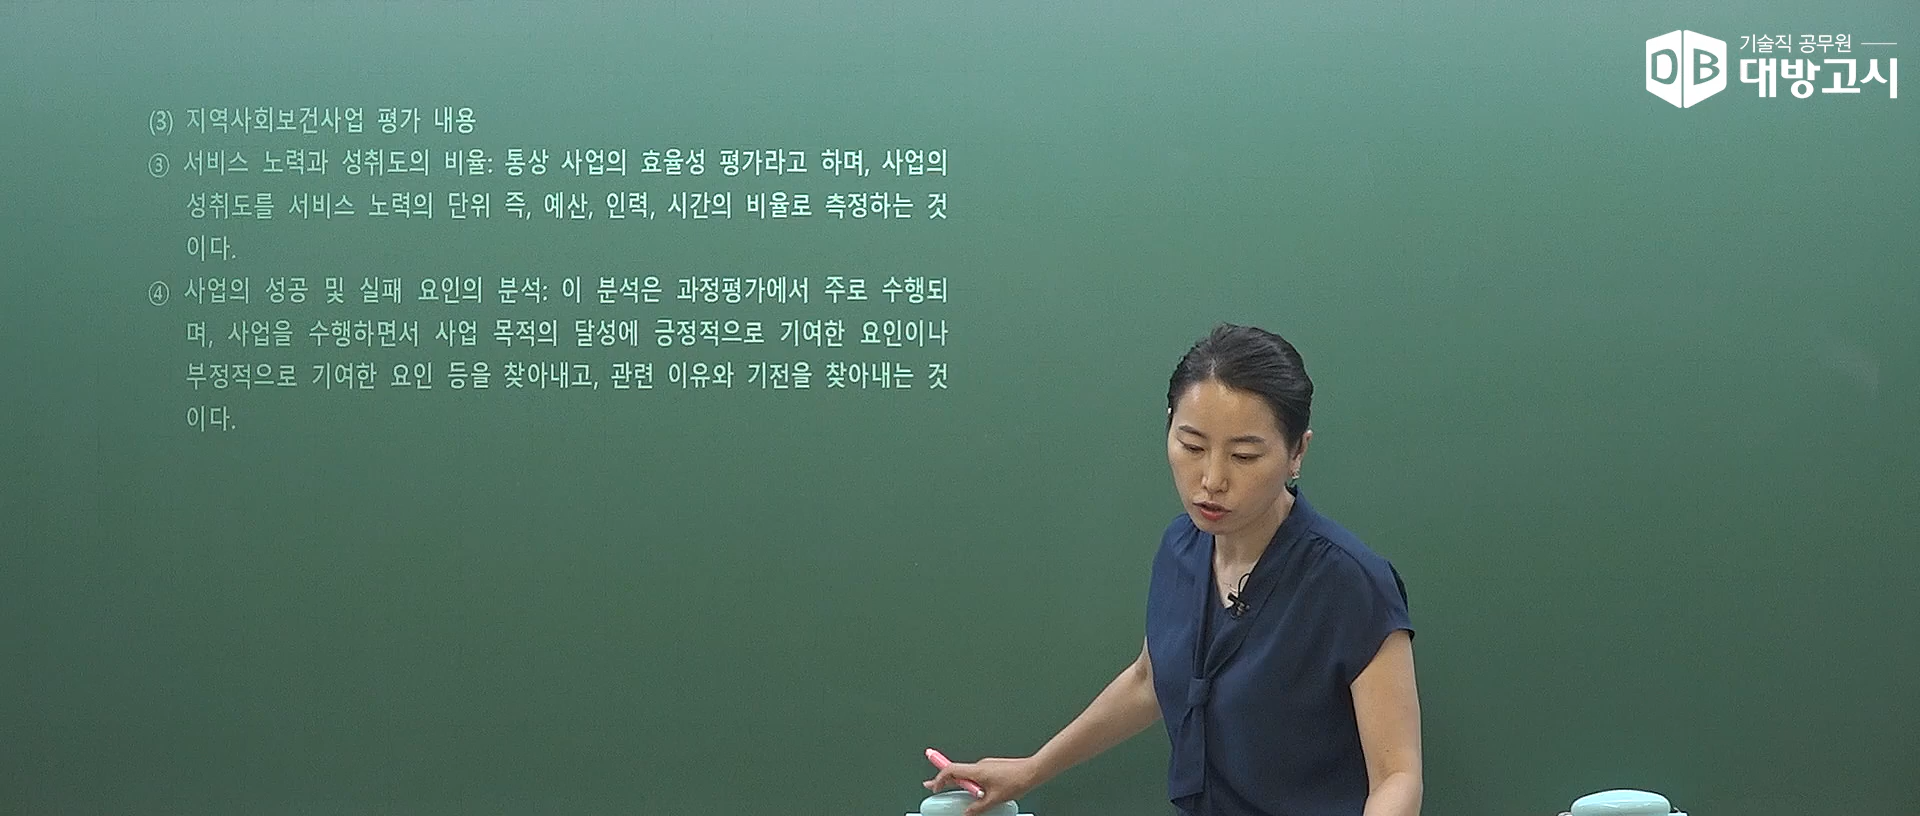 기술직 공무원
DB 대방고시
(3) 지역사회보건사업 평가 내용
③ 서비스 노력과 성취도의 비율: 통상 사업의 효율성 평가라고 하며, 사업의
성취도를 서비스 노력의 단위 즉, 예산, 인력, 시간의 비율로 측정하는 것
이다.
④ 사업의 성공 및 실패 요인의 분석: 이 분석은 과정평가에서 주로 수행되
며, 사업을 수행하면서 사업 목적의 달성에 긍정적으로 기여한 요인이나
부정적으로 기여한 요인 등을 찾아내고, 관련 이유와 기전을 찾아내는 것
이다.